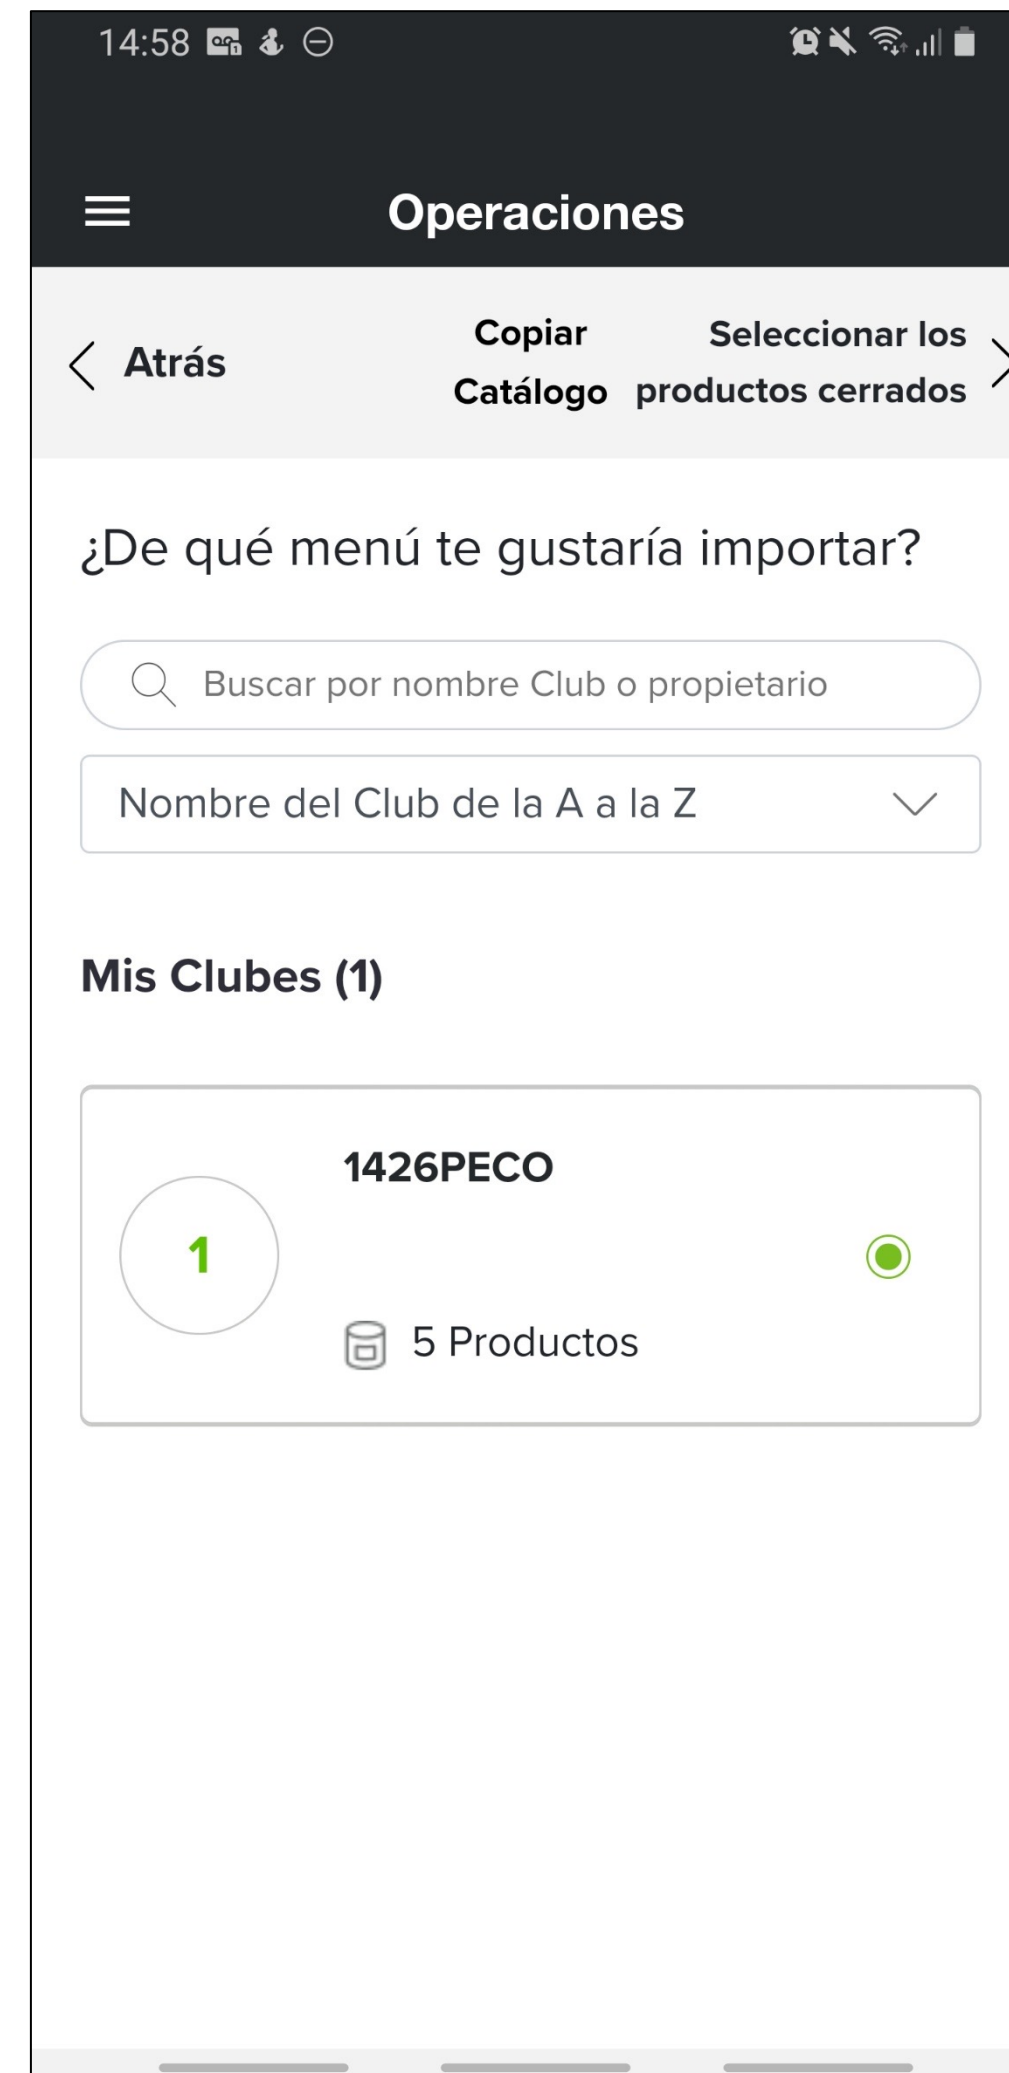 14:58
Operaciones
Atrás
Copiar
Catálogo
Seleccionar los
productos cerrados
¿De qué menú te gustaría importar?
Buscar por nombre Club o propietario
Nombre del Club de la A a la Z
Mis Clubes (1)
1426PECO
1
5 Productos